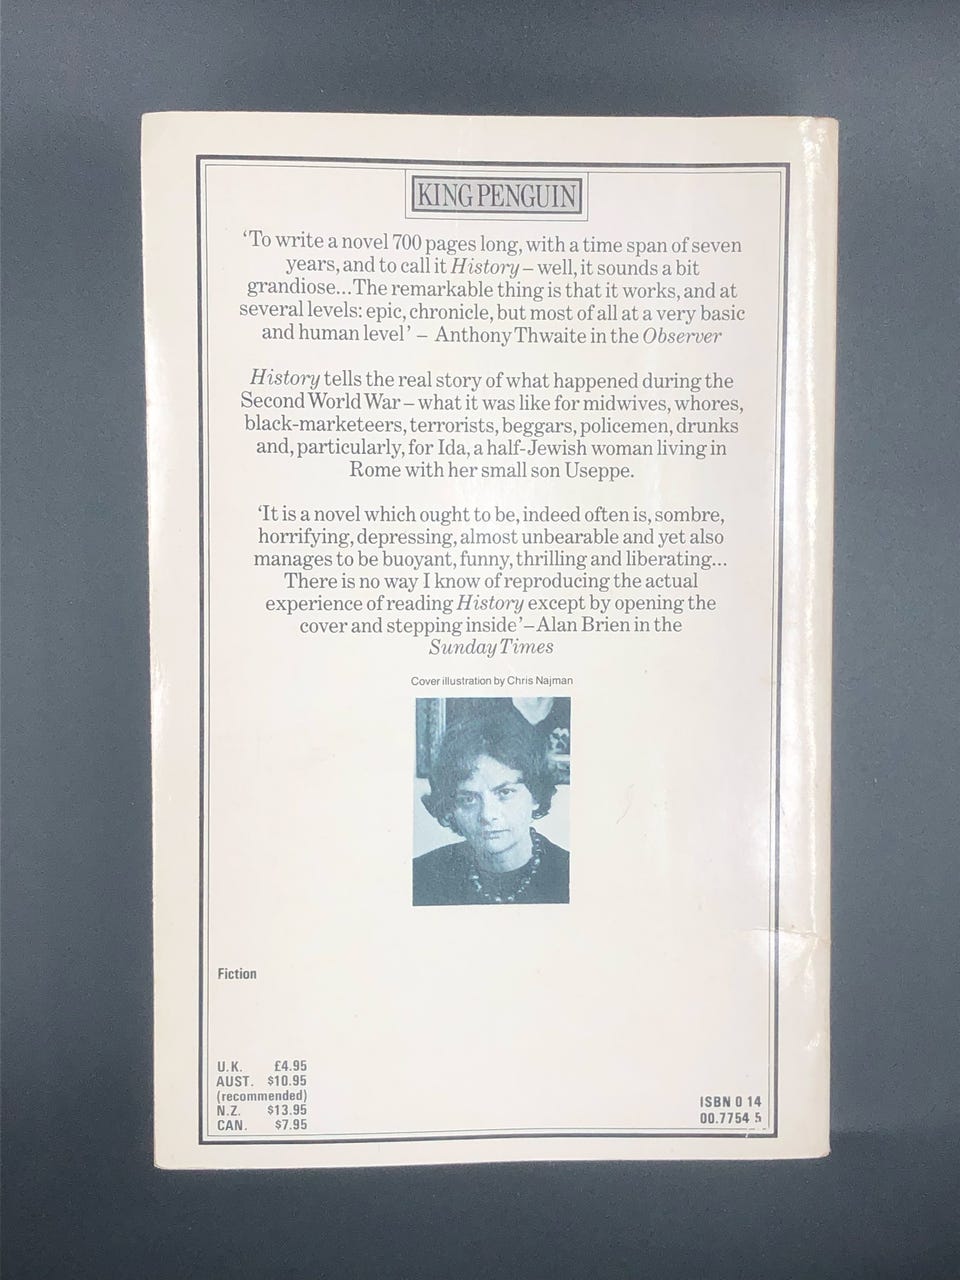 KING PENGUIN
‘To write a novel 700 pages long, with a time span of seven
years, and to call it History – well, it sounds a bit
grandiose...The remarkable thing is that it works, and at
several levels: epic, chronicle, but most of all at a very basic
and human level’ – Anthony Thwaite in the Observer
History tells the real story of what happened during the
Second World War – what it was like for midwives, whores,
black-marketeers, terrorists, beggars, policemen, drunks
and, particularly, for Ida, a half-Jewish woman living in
Rome with her small son Useppe.
‘It is a novel which ought to be, indeed often is, sombre,
horrifying, depressing, almost unbearable and yet also
manages to be buoyant, funny, thrilling and liberating...
There is no way I know of reproducing the actual
experience of reading History except by opening the
cover and stepping inside’ – Alan Brien in the
Sunday Times
Cover illustration by Chris Najman
Fiction
U.K. £4.95
AUST. $10.95
(recommended)
N.Z. $13.95
CAN. $7.95
ISBN 0 14
00.7754 5